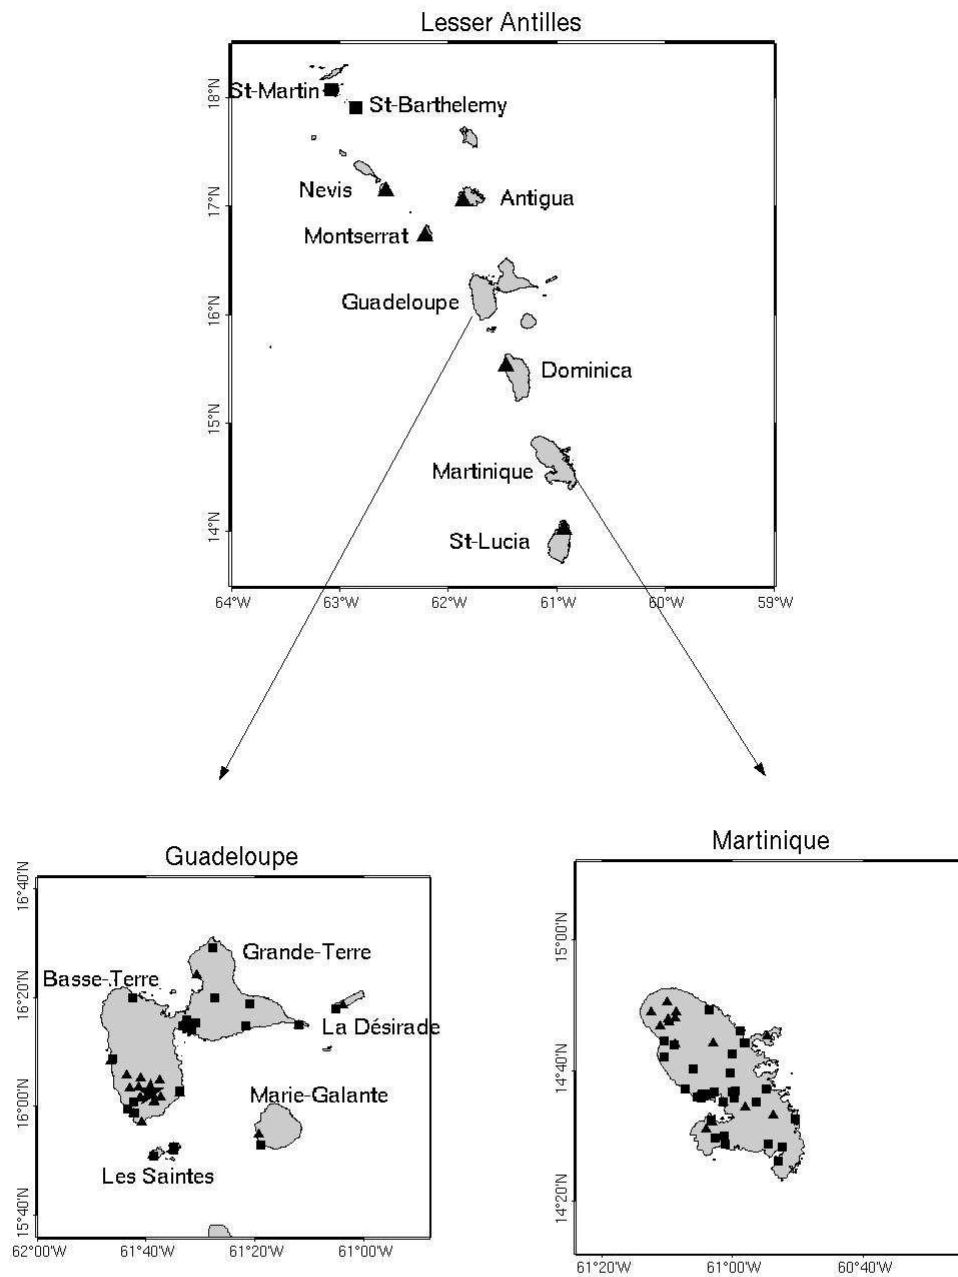 Lesser Antilles
18°N
St-Martin
St-Barthelemy
17°N
Nevis
Antigua
Montserrat
16°N
Guadeloupe
15°N
Dominica
Martinique
14°N
St-Lucia
64°W 63°W 62°W 61°W 60°W 59°W
Guadeloupe
16°40'N
Grande-Terre
Basse-Terre
16°20'N
La Désirade
16°00'N
Marie-Galante
Les Saintes
15°40'N
62°00'W 61°40'W 61°20'W 61°00'W
Martinique
15°00'N
14°40'N
14°20'N
61°20'W 61°00'W 60°40'W